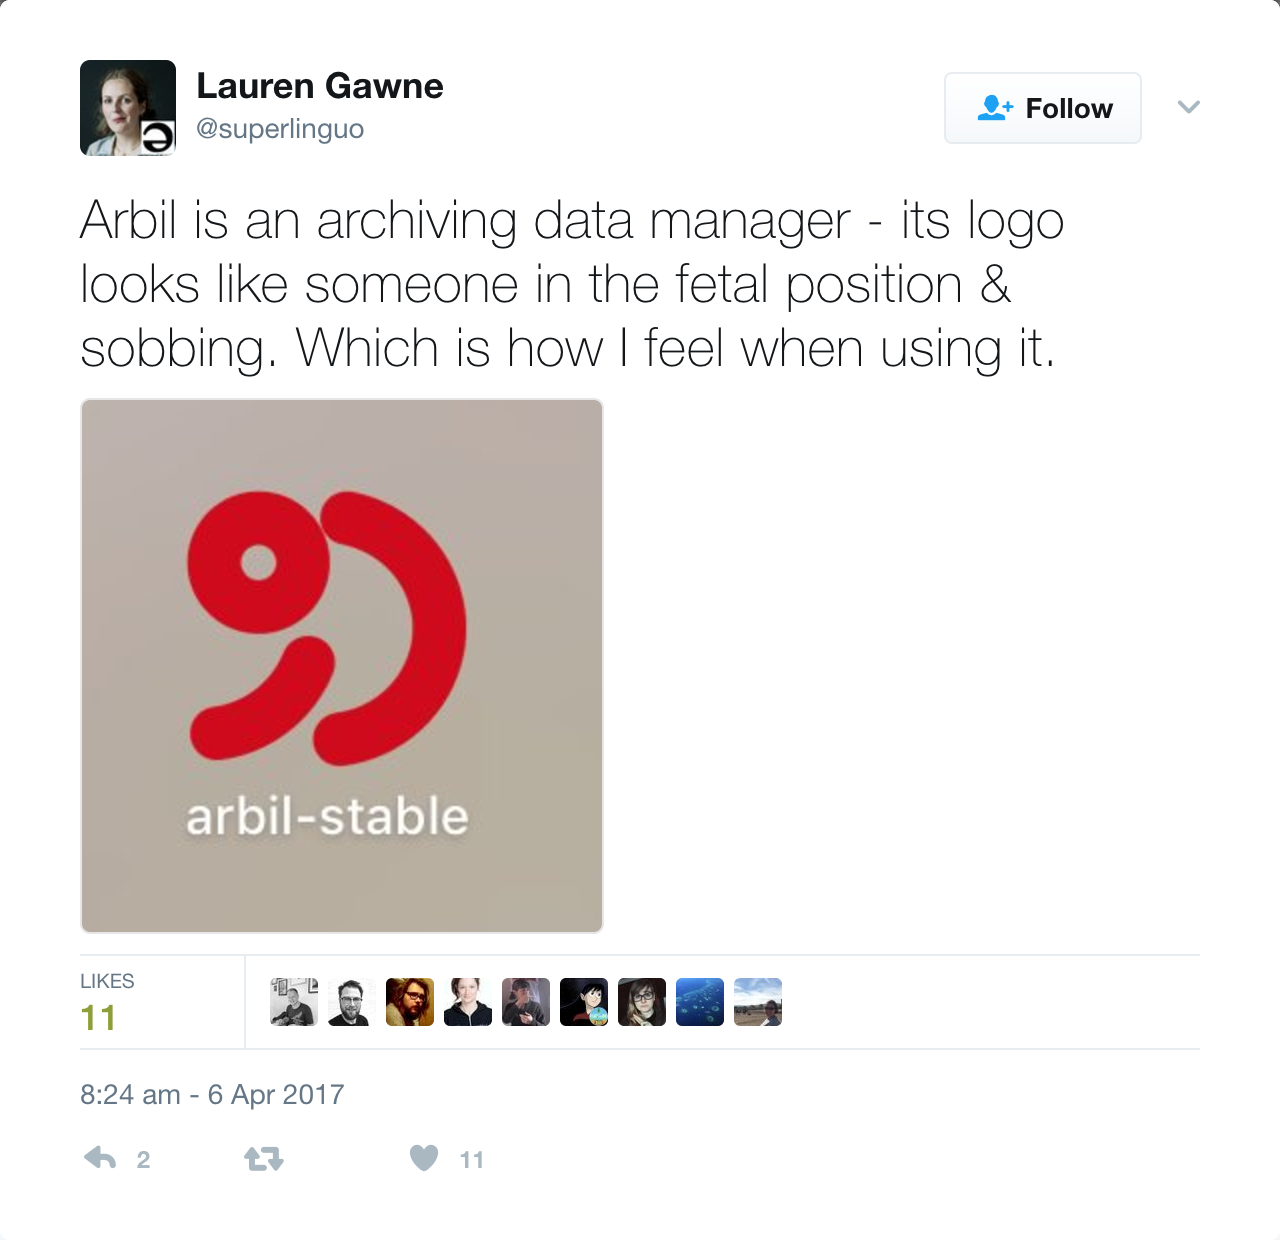 Lauren Gawne
@superlinguo
Follow
Arbil is an archiving data manager - its logo
looks like someone in the fetal position &
sobbing. Which is how I feel when using it.
arbil-stable
LIKES
11
8:24 am - 6 Apr 2017
2
11